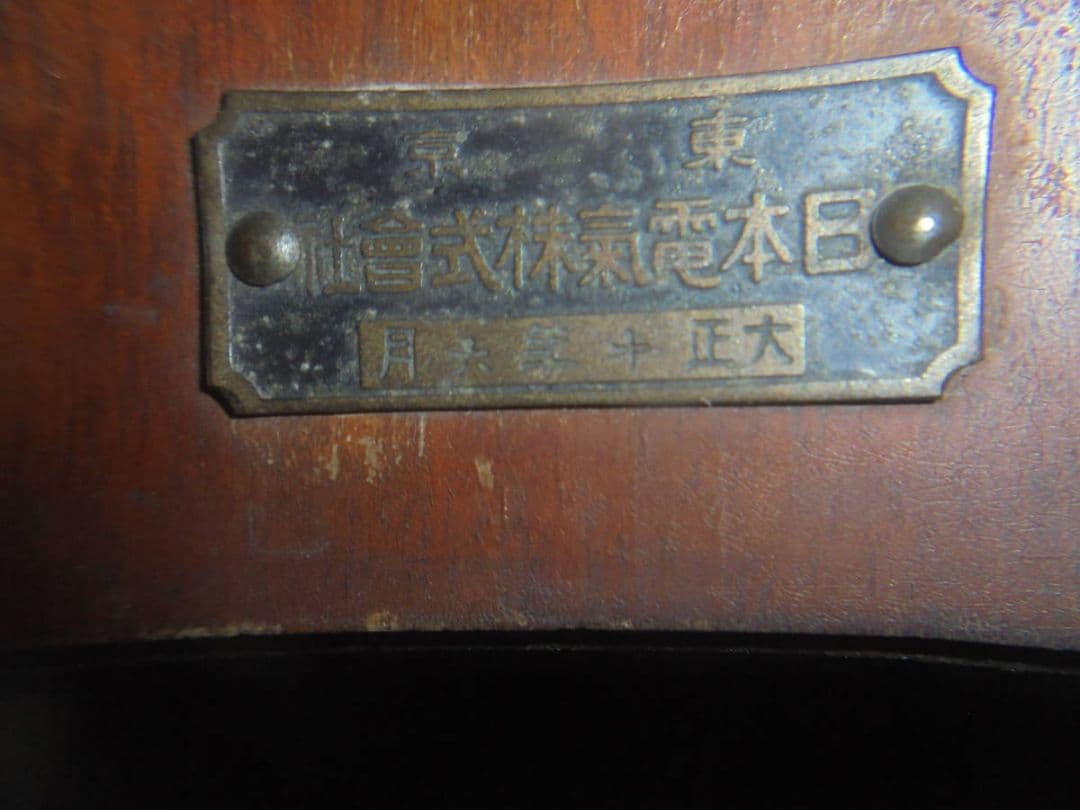 東京
日本電氣株式會社
大正十年六月